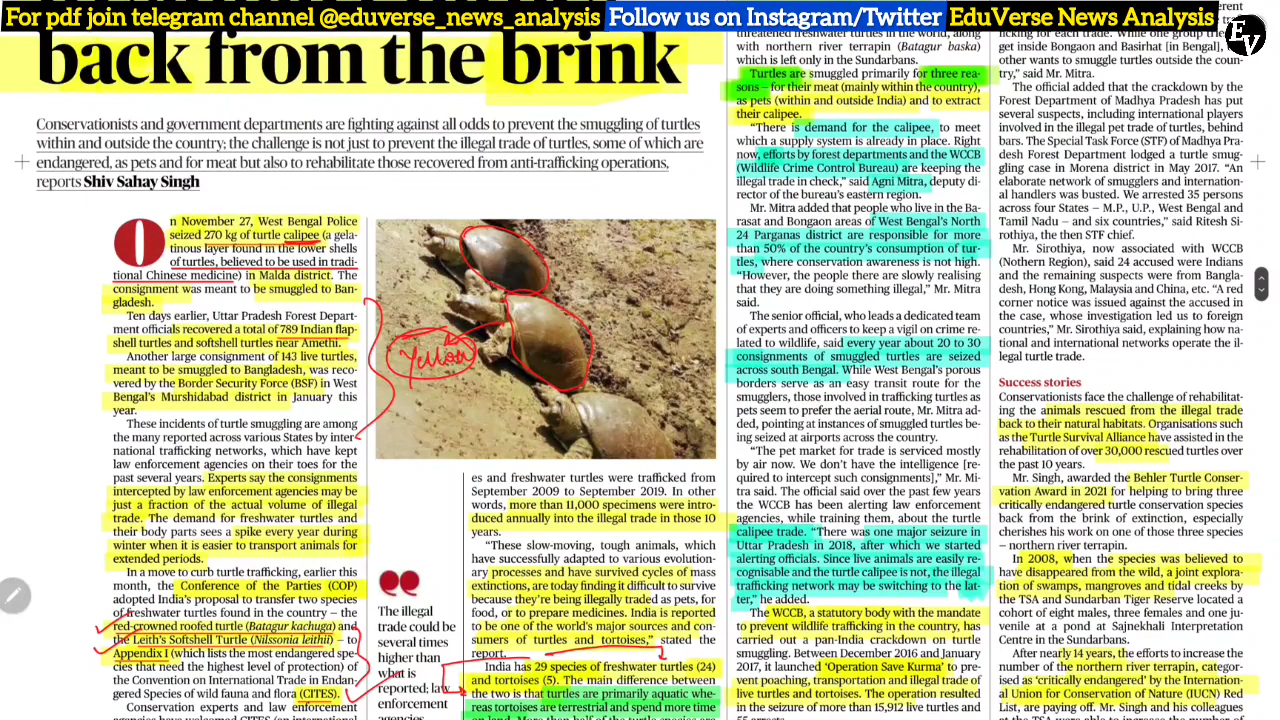 For pdf join telegram channel @eduverse_news_analysis Follow us on Instagram/Twitter EduVerse News Analysis
EV
back from the brink
Conservationists and government departments are fighting against all odds to prevent the smuggling of turtles
within and outside the country; the challenge is not just to prevent the illegal trade of turtles, some of which are
endangered, as pets and for meat but also to rehabilitate those recovered from anti-trafficking operations,
reports Shiv Sahay Singh
On November 27, West Bengal Police
seized 270 kg of turtle calipee (a gela-
tinous layer found in the lower shells
of turtles, believed to be used in tradi-
tional Chinese medicine) in Malda district. The
consignment was meant to be smuggled to Ban-
gladesh.
Ten days earlier, Uttar Pradesh Forest Depart-
ment officials recovered a total of 789 Indian flap-
shell turtles and softshell turtles near Amethi.
Another large consignment of 143 live turtles,
meant to be smuggled to Bangladesh, was reco-
vered by the Border Security Force (BSF) in West
Bengal's Murshidabad district in January this
year.
These incidents of turtle smuggling are among
the many reported across various States by inter
national trafficking networks, which have kept
law enforcement agencies on their toes for the
past several years. Experts say the consignments
intercepted by law enforcement agencies may be
just a fraction of the actual volume of illegal
trade. The demand for freshwater turtles and
their body parts sees a spike every year during
winter when it is easier to transport animals for
extended periods.
In a move to curb turtle trafficking, earlier this
month, the Conference of the Parties (COP)
adopted India's proposal to transfer two species
of freshwater turtles found in the country – the
red-crowned roofed turtle (Batagur kachuga) and
the Leith's Softshell Turtle (Nilssonia leithii) – to
Appendix I (which lists the most endangered spe-
cies that need the highest level of protection) of
the Convention on International Trade in Endan-
gered Species of wild fauna and flora (CITES).
Conservation experts and law enforcement
agencies have welcomed CITES (an international
Yellow
The illegal
trade could be
several times
higher than
what is
reported; law
enforcement
agencies
es and freshwater turtles were trafficked from
September 2009 to September 2019. In other
words, more than 11,000 specimens were intro-
duced annually into the illegal trade in those 10
years.
"These slow-moving, tough animals, which
have successfully adapted to various evolution-
ary processes and have survived cycles of mass
extinctions, are today finding it difficult to survive
because they're being illegally traded as pets, for
food, or to prepare medicines. India is reported
to be one of the world's major sources and con-
sumers of turtles and tortoises," stated the
report.
India has 29 species of freshwater turtles (24)
and tortoises (5). The main difference between
the two is that turtles are primarily aquatic whe-
reas tortoises are terrestrial and spend more time
on land. More than half of the turtle species are
threatened freshwater turtles in the world, along
with northern river terrapin (Batagur baska)
which is left only in the Sundarbans.
Turtles are smuggled primarily for three rea-
sons – for their meat (mainly within the country),
as pets (within and outside India) and to extract
their calipee.
"There is demand for the calipee, to meet
which a supply system is already in place. Right
now, efforts by forest departments and the WCCB
(Wildlife Crime Control Bureau) are keeping the
illegal trade in check," said Agni Mitra, deputy di-
rector of the bureau's eastern region.
Mr. Mitra added that people who live in the Ba-
rasat and Bongaon areas of West Bengal's North
24 Parganas district are responsible for more
than 50% of the country's consumption of tur-
tles, where conservation awareness is not high.
"However, the people there are slowly realising
that they are doing something illegal," Mr. Mitra
said.
The senior official, who leads a dedicated team
of experts and officers to keep a vigil on crime re-
lated to wildlife, said every year about 20 to 30
consignments of smuggled turtles are seized
across south Bengal. While West Bengal's porous
borders serve as an easy transit route for the
smugglers, those involved in trafficking turtles as
pets seem to prefer the aerial route, Mr. Mitra ad-
ded, pointing at instances of smuggled turtles be-
ing seized at airports across the country.
"The pet market for trade is serviced mostly
by air now. We don't have the intelligence [re-
quired to intercept such consignments]," Mr. Mi-
tra said. The official said over the past few years
the WCCB has been alerting law enforcement
agencies, while training them, about the turtle
calipee trade. "There was one major seizure in
Uttar Pradesh in 2018, after which we started
alerting officials. Since live animals are easily re-
cognisable and the turtle calipee is not, the illegal
trafficking network may be switching to the lat-
ter," he added.
The WCCB, a statutory body with the mandate
to prevent wildlife trafficking in the country, has
carried out a pan-India crackdown on turtle
smuggling. Between December 2016 and January
2017, it launched 'Operation Save Kurma' to pre-
vent poaching, transportation and illegal trade of
live turtles and tortoises. The operation resulted
in the seizure of more than 15,912 live turtles and
55 arrests.
ficking for each trade. While one group tri
get inside Bongaon and Basirhat [in Bengal],
other wants to smuggle turtles outside the coun-
try," said Mr. Mitra.
The official added that the crackdown by the
Forest Department of Madhya Pradesh has put
several suspects, including international players
involved in the illegal pet trade of turtles, behind
bars. The Special Task Force (STF) of Madhya Pra-
desh Forest Department lodged a turtle smug-
gling case in Morena district in May 2017. "An
elaborate network of smugglers and internation-
al handlers was busted. We arrested 35 persons
across four States – M.P., U.P., West Bengal and
Tamil Nadu – and six countries," said Ritesh Si-
rothiya, the then STF chief.
Mr. Sirothiya, now associated with WCCB
(Nothern Region), said 24 accused were Indians
and the remaining suspects were from Bangla-
desh, Hong Kong, Malaysia and China, etc. "A red
corner notice was issued against the accused in
the case, whose investigation led us to foreign
countries," Mr. Sirothiya said, explaining how na-
tional and international networks operate the il-
legal turtle trade.
Success stories
Conservationists face the challenge of rehabilitat-
ing the animals rescued from the illegal trade
back to their natural habitats. Organisations such
as the Turtle Survival Alliance have assisted in the
rehabilitation of over 30,000 rescued turtles over
the past 10 years.
Mr. Singh, awarded the Behler Turtle Conser-
vation Award in 2021 for helping to bring three
critically endangered turtle conservation species
back from the brink of extinction, especially
cherishes his work on one of those three species
– northern river terrapin.
In 2008, when the species was believed to
have disappeared from the wild, a joint explora-
tion of swamps, mangroves and tidal creeks by
the TSA and Sundarban Tiger Reserve located a
cohort of eight males, three females and one ju-
venile at a pond at Sajnekhali Interpretation
Centre in the Sundarbans.
After nearly 14 years, the efforts to increase the
number of the northern river terrapin, categor-
ised as 'critically endangered' by the Internation-
al Union for Conservation of Nature (IUCN) Red
List, are paying off. Mr. Singh and his colleagues